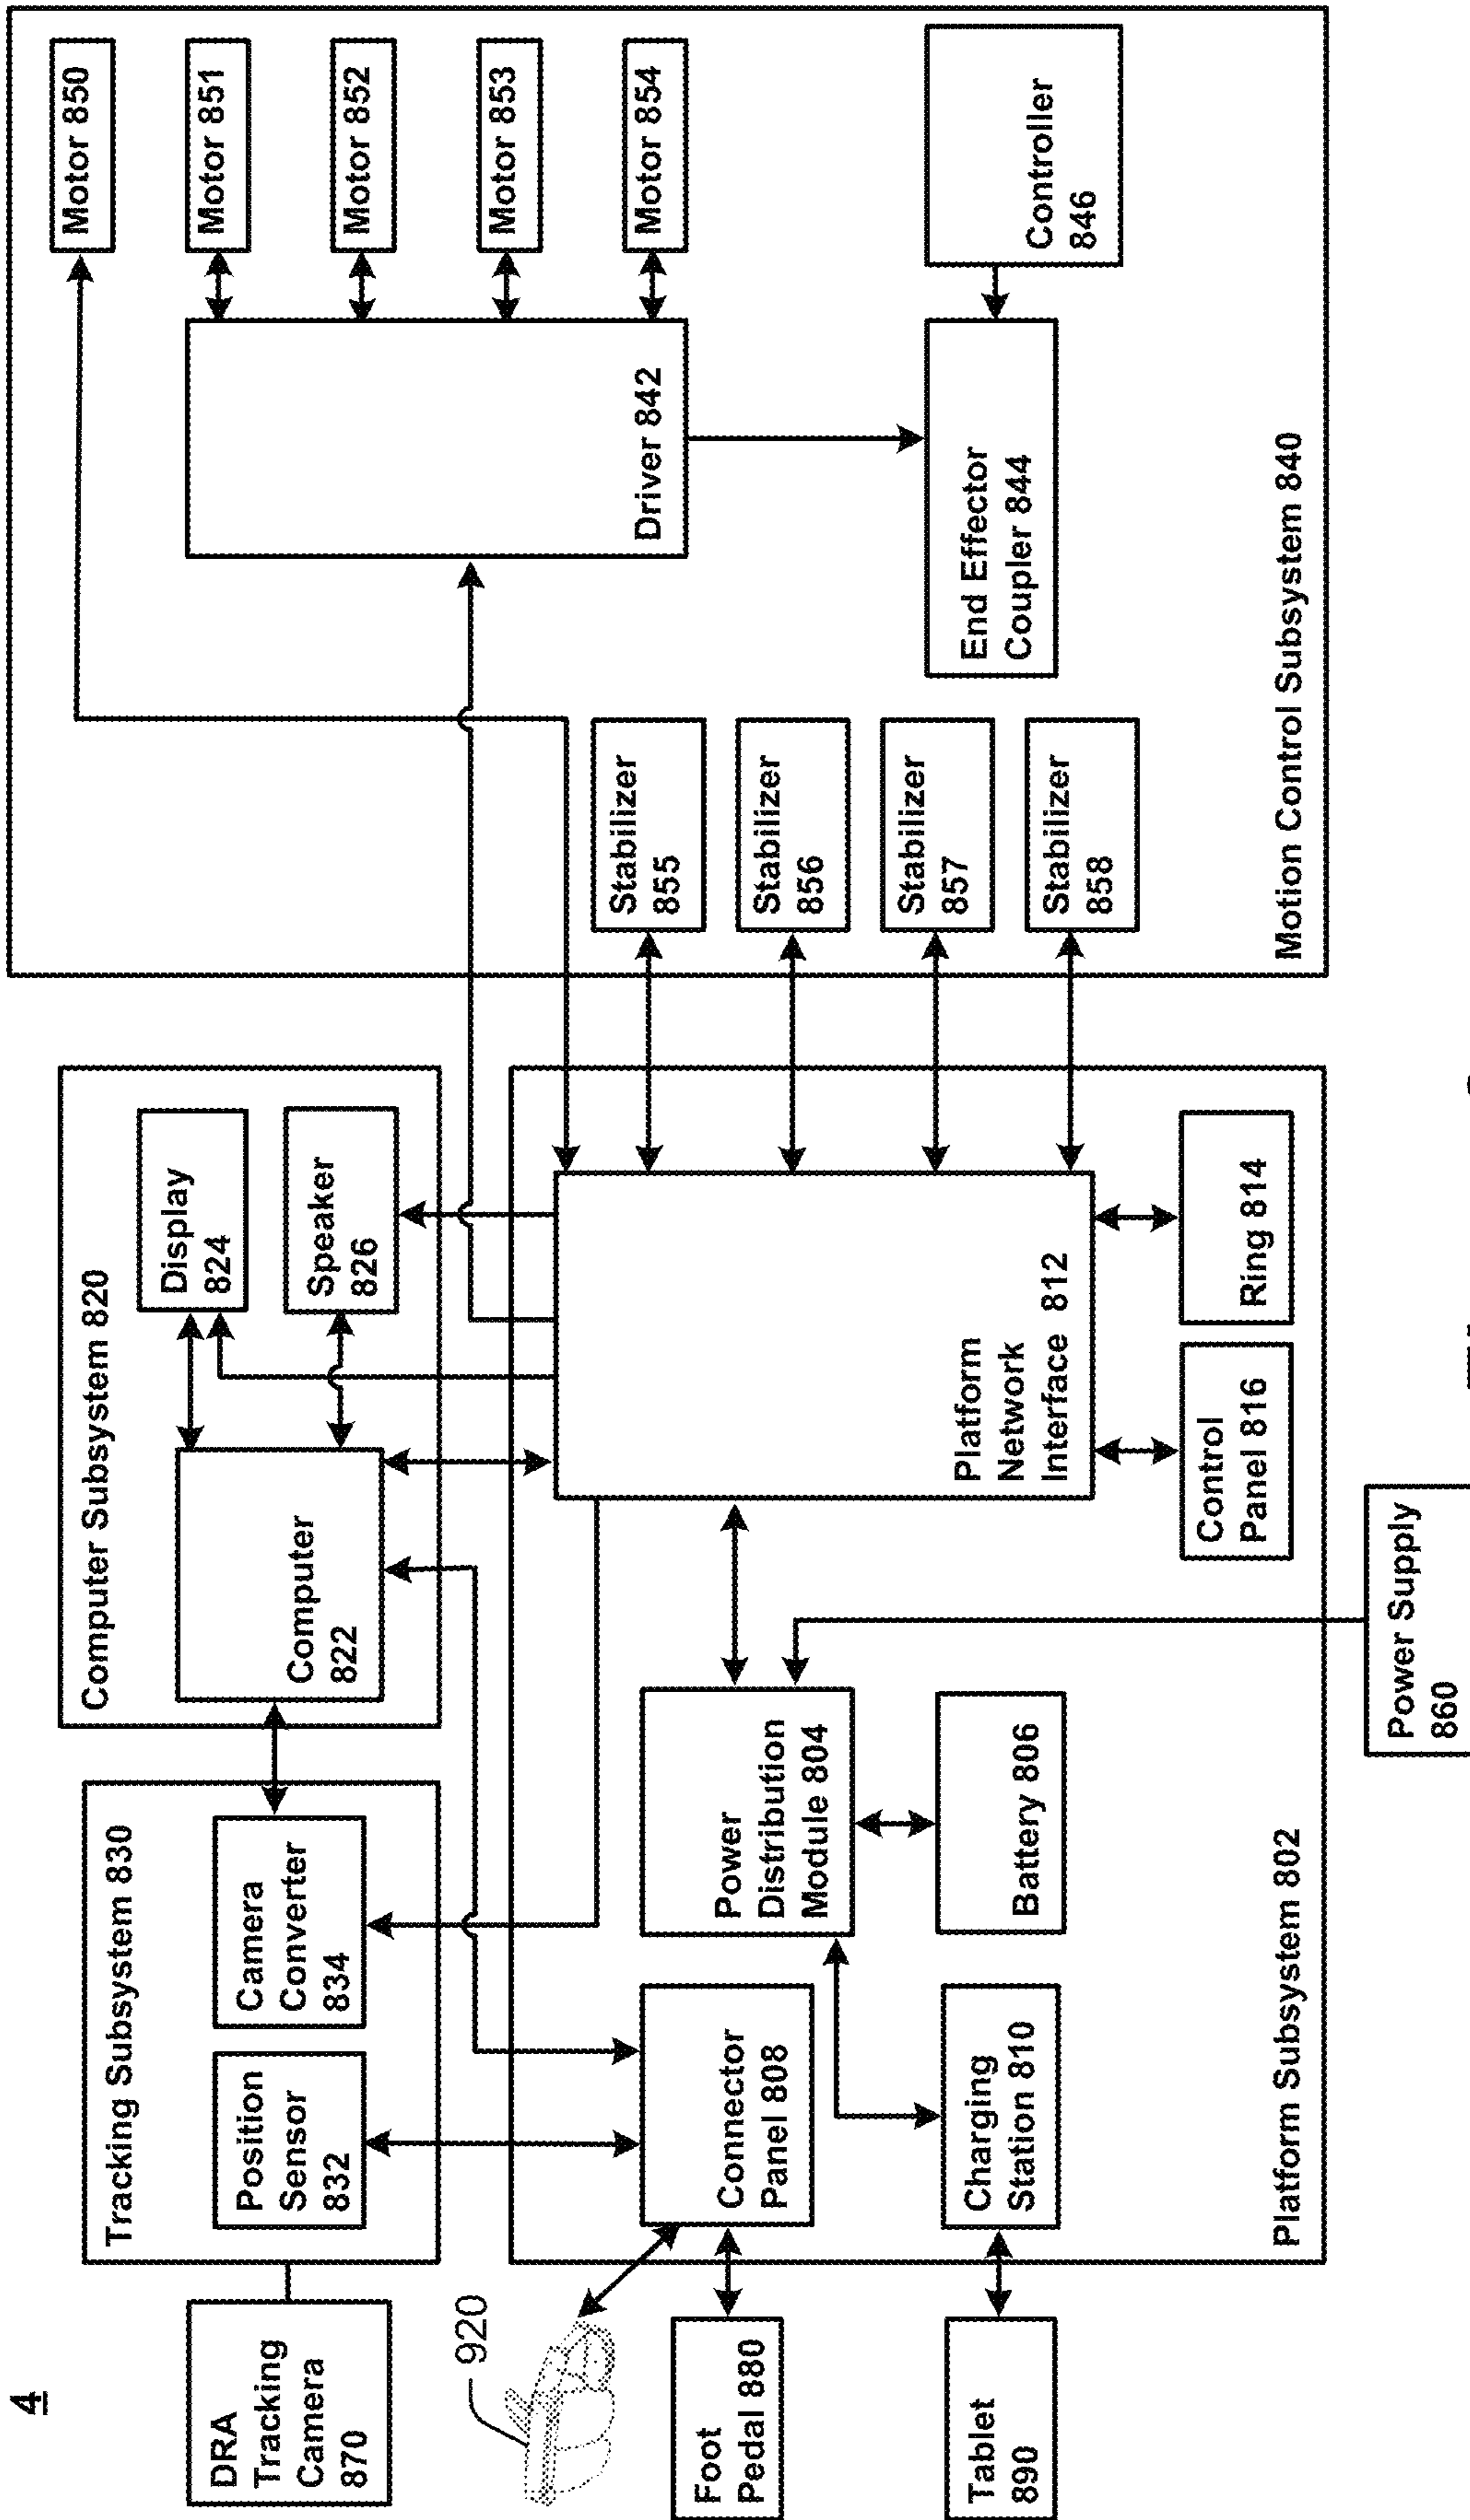 4
DRA
Tracking
Camera
870
920
Foot
Pedal 880
Tablet
890
Tracking Subsystem 830
Position
Sensor
832
Camera
Converter
834
Computer Subsystem 820
Computer
822
Display
824
Speaker
826
Connector
Panel 808
Charging
Station 810
Power
Distribution
Module 804
Battery 806
Platform
Network
Interface 812
Control
Panel 816
Ring 814
Platform Subsystem 802
Power Supply
860
Motor 850
Motor 851
Motor 852
Motor 853
Motor 854
Driver 842
Stabilizer
855
Stabilizer
856
Stabilizer
857
Stabilizer
858
End Effector
Coupler 844
Controller
846
Motion Control Subsystem 840